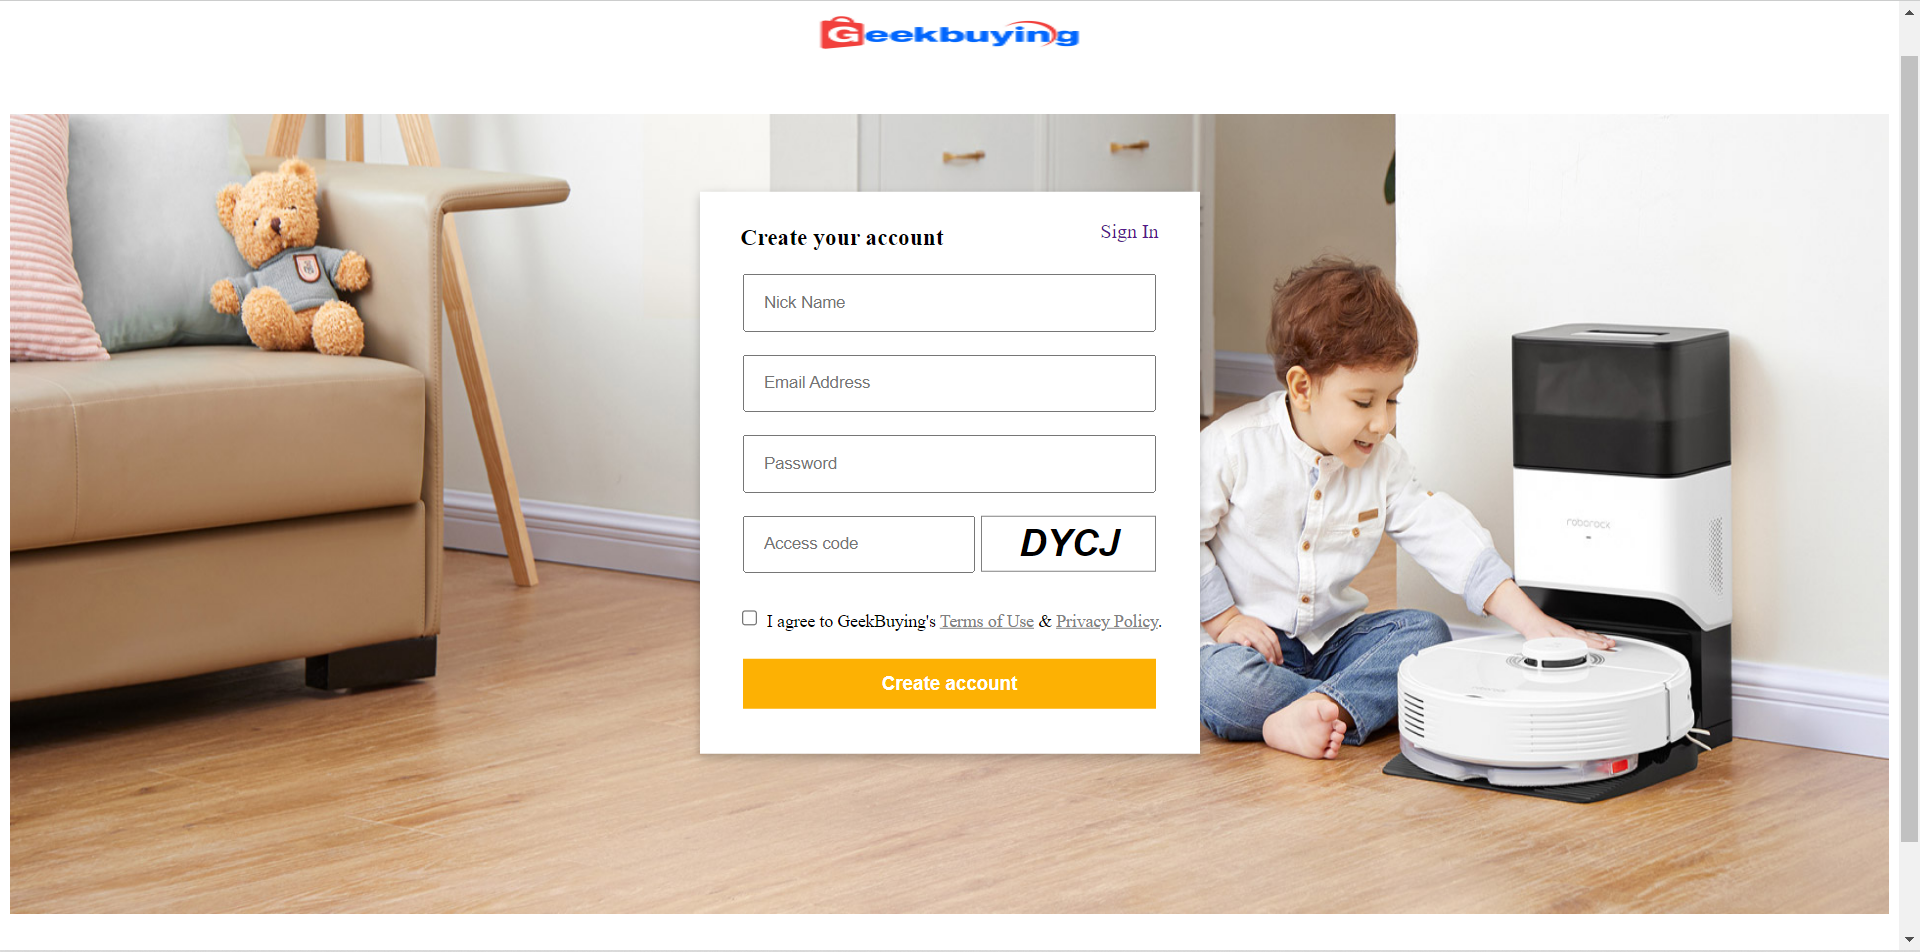 Geekbuying
Create your account
Sign In
Nick Name
Email Address
Password
Access code
DYCJ
I agree to GeekBuying's Terms of Use & Privacy Policy.
Create account
roborock